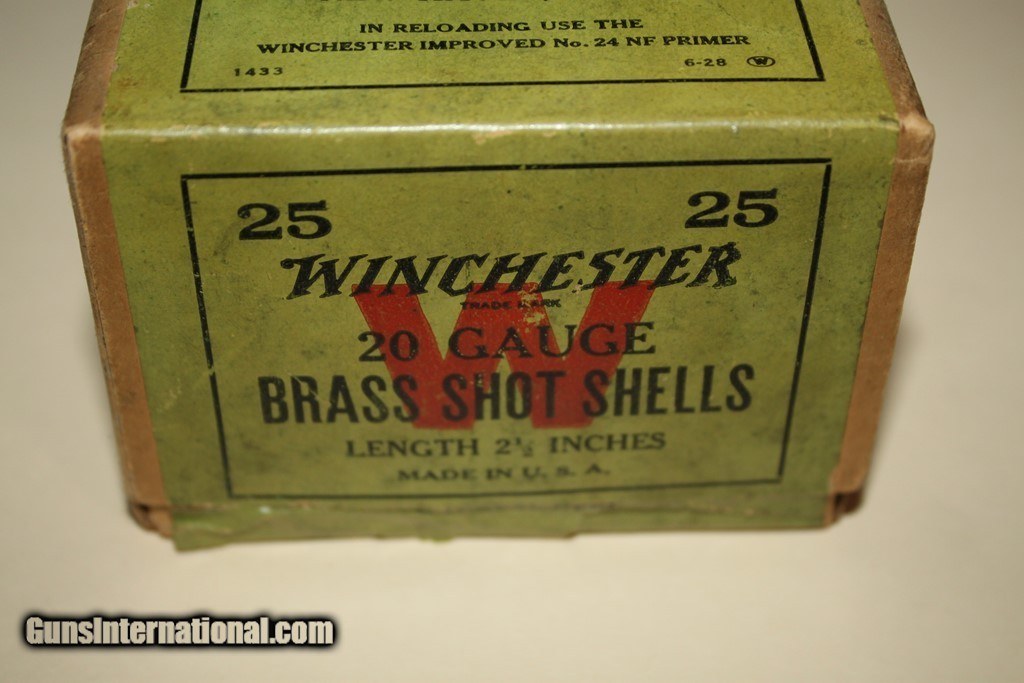 IN RELOADING USE THE
WINCHESTER IMPROVED No. 24 NF PRIMER
1433 6-28 W
25 25
WINCHESTER
TRADE MARK
W
20 GAUGE
BRASS SHOT SHELLS
LENGTH 2½ INCHES
MADE IN U. S. A.
GunsInternational.com